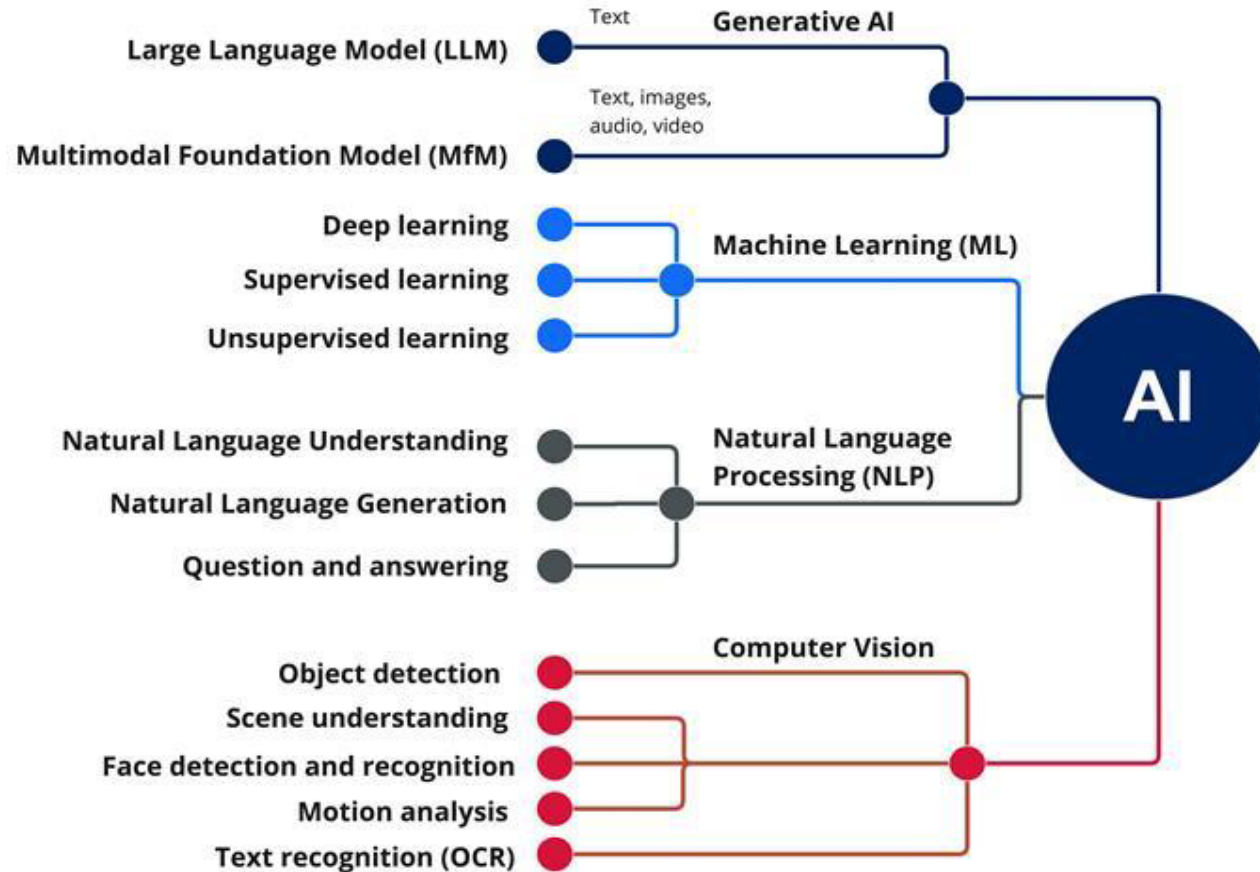 Text
Generative AI
Large Language Model (LLM)
Text, images,
audio, video
Multimodal Foundation Model (MfM)
Deep learning
Machine Learning (ML)
Supervised learning
Unsupervised learning
AI
Natural Language Understanding
Natural Language
Processing (NLP)
Natural Language Generation
Question and answering
Computer Vision
Object detection
Scene understanding
Face detection and recognition
Motion analysis
Text recognition (OCR)